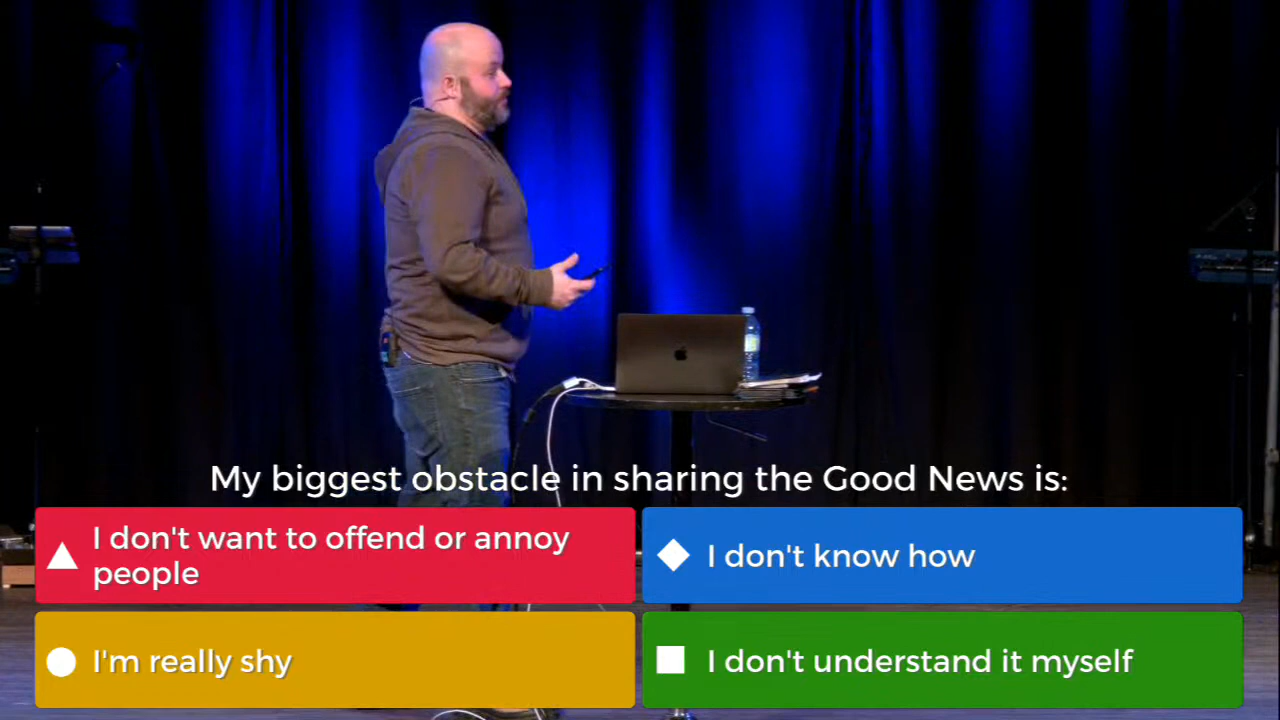 My biggest obstacle in sharing the Good News is:
I don't want to offend or annoy
people
I don't know how
I'm really shy
I don't understand it myself